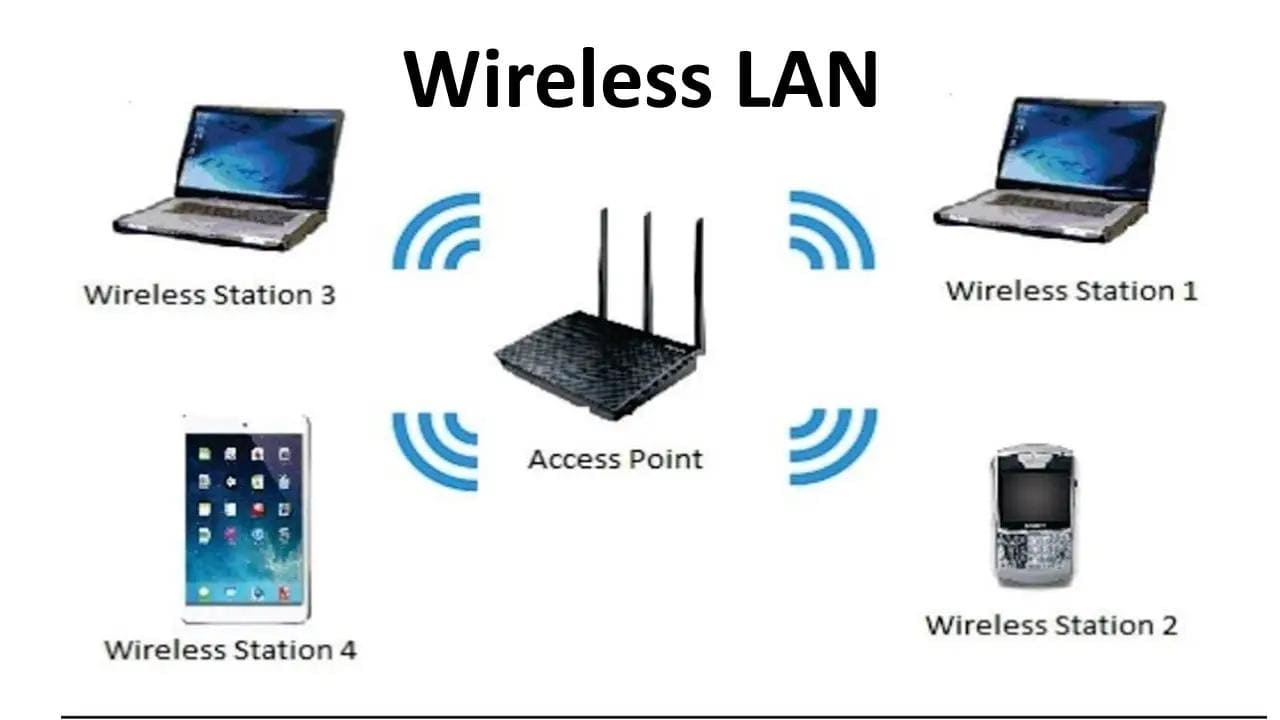 Wireless LAN
Wireless Station 3
Wireless Station 1
Access Point
Wireless Station 4
Wireless Station 2